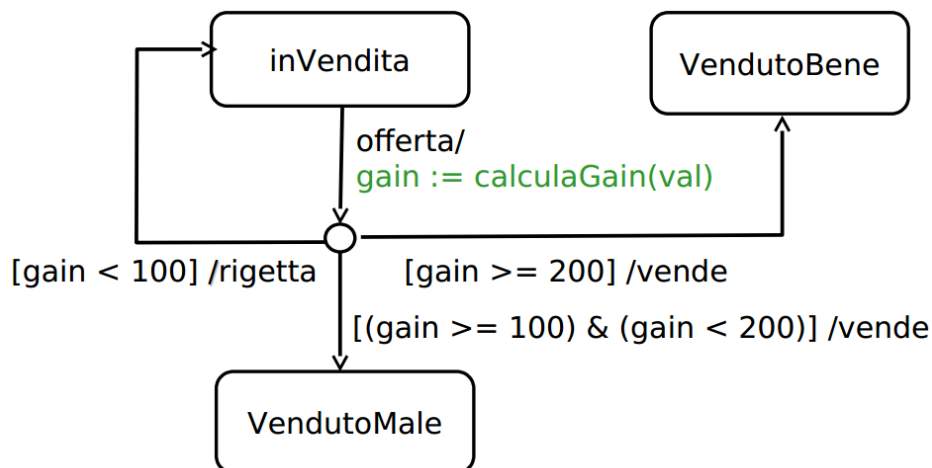 inVendita
VendutoBene
offerta/
gain := calculaGain(val)
[gain < 100] /rigetta
[gain >= 200] /vende
[(gain >= 100) & (gain < 200)] /vende
VendutoMale